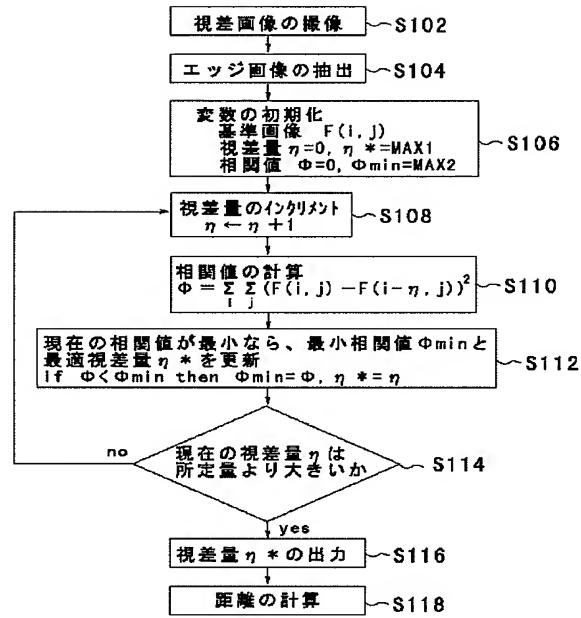 視差画像の撮像
S102
エッジ画像の抽出
S104
変数の初期化
基準画像 F(i,j)
視差量 η=0, η*=MAX1
相関値 Φ=0, Φmin=MAX2
S106
視差量のインクリメント
η ← η +1
S108
相関値の計算
Φ = Σ Σ (F(i,j) −F(i−η,j))²
i j
S110
現在の相関値が最小なら、最小相関値Φminと
最適視差量η*を更新
if Φ<Φmin then Φmin=Φ, η*=η
S112
no
現在の視差量ηは
所定量より大きいか
S114
yes
視差量η*の出力
S116
距離の計算
S118